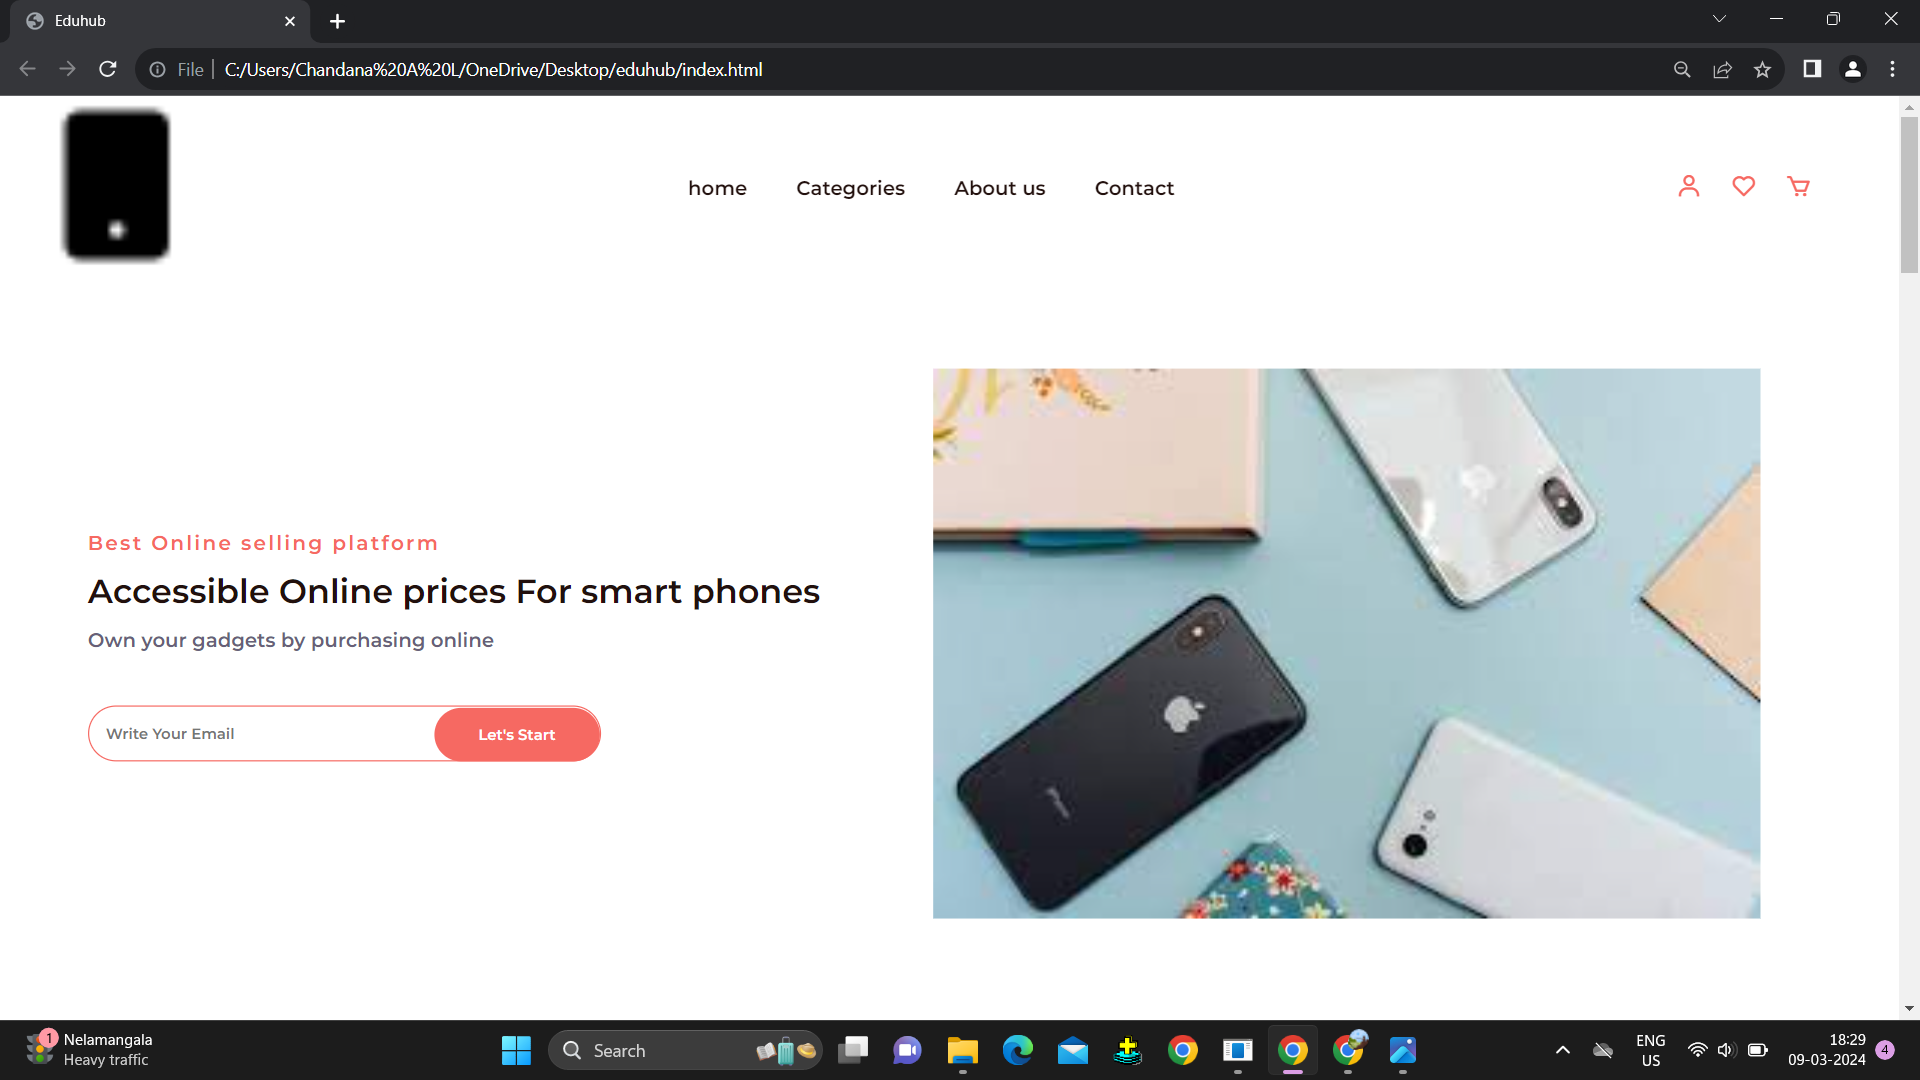 Eduhub
File
C:/Users/Chandana%20A%20L/OneDrive/Desktop/eduhub/index.html
home Categories About us Contact
Best Online selling platform
Accessible Online prices For smart phones
Own your gadgets by purchasing online
Write Your Email
Let's Start
iPhone
1
Nelamangala
Heavy traffic
Search
ENG
US
18:29
09-03-2024
4